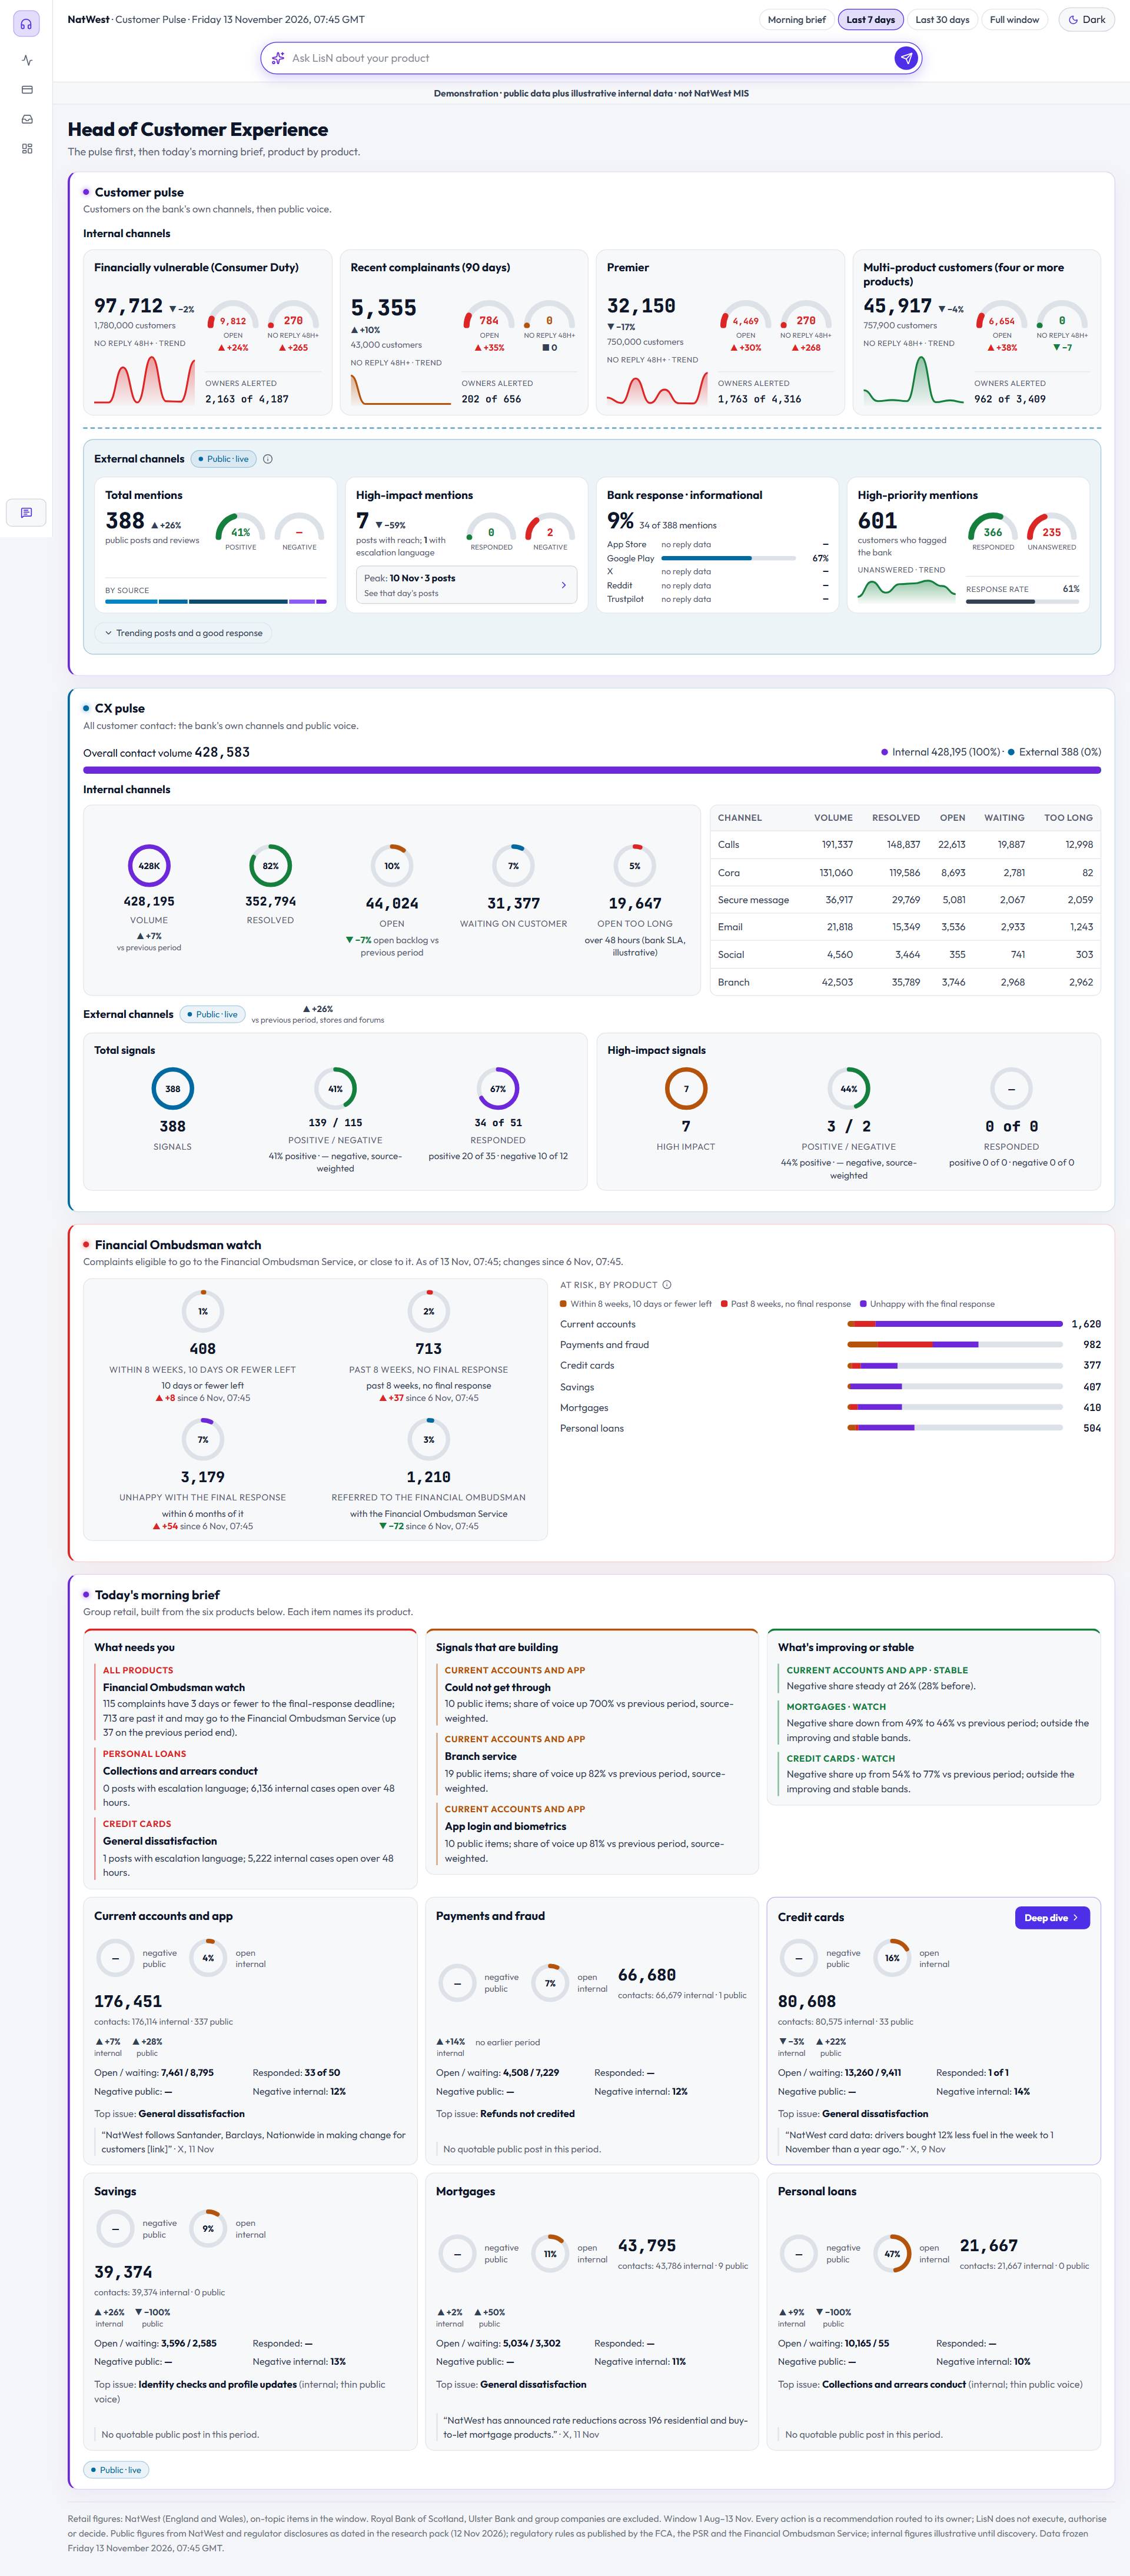 NatWest · Customer Pulse · Friday 13 November 2026, 07:45 GMT
Morning brief
Last 7 days
Last 30 days
Full window
Dark
Ask LisN about your product
Demonstration · public data plus illustrative internal data · not NatWest MIS
Head of Customer Experience
The pulse first, then today's morning brief, product by product.
Customer pulse
Customers on the bank's own channels, then public voice.
Internal channels
Financially vulnerable (Consumer Duty)
97,712 ▼ −2%
1,780,000 customers
NO REPLY 48H+ · TREND
9,812
OPEN
▲ +24%
270
NO REPLY 48H+
▲ +265
OWNERS ALERTED
2,163 of 4,187
Recent complainants (90 days)
5,355
▲ +10%
43,000 customers
NO REPLY 48H+ · TREND
784
OPEN
▲ +35%
0
NO REPLY 48H+
■ 0
OWNERS ALERTED
202 of 656
Premier
32,150
▼ −17%
750,000 customers
NO REPLY 48H+ · TREND
4,469
OPEN
▲ +30%
270
NO REPLY 48H+
▲ +268
OWNERS ALERTED
1,763 of 4,316
Multi-product customers (four or more
products)
45,917 ▼ −4%
757,900 customers
NO REPLY 48H+ · TREND
6,654
OPEN
▲ +38%
0
NO REPLY 48H+
▼ −7
OWNERS ALERTED
962 of 3,409
External channels
Public · live
Total mentions
388 ▲ +26%
public posts and reviews
41%
POSITIVE
—
NEGATIVE
BY SOURCE
High-impact mentions
7 ▼ −59%
posts with reach; 1 with
escalation language
0
RESPONDED
2
NEGATIVE
Peak: 10 Nov · 3 posts
See that day's posts
Bank response · informational
9% 34 of 388 mentions
App Store no reply data —
Google Play 67%
X no reply data —
Reddit no reply data —
Trustpilot no reply data —
High-priority mentions
601
customers who tagged
the bank
366
RESPONDED
235
UNANSWERED
UNANSWERED · TREND
RESPONSE RATE 61%
Trending posts and a good response
CX pulse
All customer contact: the bank's own channels and public voice.
Overall contact volume 428,583
Internal 428,195 (100%) · External 388 (0%)
Internal channels
428K
428,195
VOLUME
▲ +7%
vs previous period
82%
352,794
RESOLVED
10%
44,024
OPEN
▼ −7% open backlog vs
previous period
7%
31,377
WAITING ON CUSTOMER
5%
19,647
OPEN TOO LONG
over 48 hours (bank SLA,
illustrative)
CHANNEL VOLUME RESOLVED OPEN WAITING TOO LONG
Calls 191,337 148,837 22,613 19,887 12,998
Cora 131,060 119,586 8,693 2,781 82
Secure message 36,917 29,769 5,081 2,067 2,059
Email 21,818 15,349 3,536 2,933 1,243
Social 4,560 3,464 355 741 303
Branch 42,503 35,789 3,746 2,968 2,962
External channels
Public · live
▲ +26%
vs previous period, stores and forums
Total signals
388
388
SIGNALS
41%
139 / 115
POSITIVE / NEGATIVE
41% positive · — negative, source-
weighted
67%
34 of 51
RESPONDED
positive 20 of 35 · negative 10 of 12
High-impact signals
7
7
HIGH IMPACT
44%
3 / 2
POSITIVE / NEGATIVE
44% positive · — negative, source-
weighted
—
0 of 0
RESPONDED
positive 0 of 0 · negative 0 of 0
Financial Ombudsman watch
Complaints eligible to go to the Financial Ombudsman Service, or close to it. As of 13 Nov, 07:45; changes since 6 Nov, 07:45.
1%
408
WITHIN 8 WEEKS, 10 DAYS OR FEWER LEFT
10 days or fewer left
▲ +8 since 6 Nov, 07:45
2%
713
PAST 8 WEEKS, NO FINAL RESPONSE
past 8 weeks, no final response
▲ +37 since 6 Nov, 07:45
7%
3,179
UNHAPPY WITH THE FINAL RESPONSE
within 6 months of it
▲ +54 since 6 Nov, 07:45
3%
1,210
REFERRED TO THE FINANCIAL OMBUDSMAN
with the Financial Ombudsman Service
▼ −72 since 6 Nov, 07:45
AT RISK, BY PRODUCT
Within 8 weeks, 10 days or fewer left Past 8 weeks, no final response Unhappy with the final response
Current accounts 1,620
Payments and fraud 982
Credit cards 377
Savings 407
Mortgages 410
Personal loans 504
Today's morning brief
Group retail, built from the six products below. Each item names its product.
What needs you
ALL PRODUCTS
Financial Ombudsman watch
115 complaints have 3 days or fewer to the final-response deadline;
713 are past it and may go to the Financial Ombudsman Service (up
37 on the previous period end).
PERSONAL LOANS
Collections and arrears conduct
0 posts with escalation language; 6,136 internal cases open over 48
hours.
CREDIT CARDS
General dissatisfaction
1 posts with escalation language; 5,222 internal cases open over 48
hours.
Signals that are building
CURRENT ACCOUNTS AND APP
Could not get through
10 public items; share of voice up 700% vs previous period, source-
weighted.
CURRENT ACCOUNTS AND APP
Branch service
19 public items; share of voice up 82% vs previous period, source-
weighted.
CURRENT ACCOUNTS AND APP
App login and biometrics
10 public items; share of voice up 81% vs previous period, source-
weighted.
What's improving or stable
CURRENT ACCOUNTS AND APP · STABLE
Negative share steady at 26% (28% before).
MORTGAGES · WATCH
Negative share down from 49% to 46% vs previous period; outside the
improving and stable bands.
CREDIT CARDS · WATCH
Negative share up from 54% to 77% vs previous period; outside the
improving and stable bands.
Current accounts and app
—
negative
public
4%
open
internal
176,451
contacts: 176,114 internal · 337 public
▲ +7% ▲ +28%
internal public
Open / waiting: 7,461 / 8,795 Responded: 33 of 50
Negative public: — Negative internal: 12%
Top issue: General dissatisfaction
“NatWest follows Santander, Barclays, Nationwide in making change for
customers [link]” · X, 11 Nov
Payments and fraud
—
negative
public
7%
open
internal
66,680
contacts: 66,679 internal · 1 public
▲ +14% no earlier period
internal
Open / waiting: 4,508 / 7,229 Responded: —
Negative public: — Negative internal: 12%
Top issue: Refunds not credited
No quotable public post in this period.
Credit cards
Deep dive
—
negative
public
16%
open
internal
80,608
contacts: 80,575 internal · 33 public
▼ −3% ▲ +22%
internal public
Open / waiting: 13,260 / 9,411 Responded: 1 of 1
Negative public: — Negative internal: 14%
Top issue: General dissatisfaction
“NatWest card data: drivers bought 12% less fuel in the week to 1
November than a year ago.” · X, 9 Nov
Savings
—
negative
public
9%
open
internal
39,374
contacts: 39,374 internal · 0 public
▲ +26% ▼ −100%
internal public
Open / waiting: 3,596 / 2,585 Responded: —
Negative public: — Negative internal: 13%
Top issue: Identity checks and profile updates (internal; thin public
voice)
No quotable public post in this period.
Mortgages
—
negative
public
11%
open
internal
43,795
contacts: 43,786 internal · 9 public
▲ +2% ▲ +50%
internal public
Open / waiting: 5,034 / 3,302 Responded: —
Negative public: — Negative internal: 11%
Top issue: General dissatisfaction
“NatWest has announced rate reductions across 196 residential and buy-
to-let mortgage products.” · X, 11 Nov
Personal loans
—
negative
public
47%
open
internal
21,667
contacts: 21,667 internal · 0 public
▲ +9% ▼ −100%
internal public
Open / waiting: 10,165 / 55 Responded: —
Negative public: — Negative internal: 10%
Top issue: Collections and arrears conduct (internal; thin public voice)
No quotable public post in this period.
Public · live
Retail figures: NatWest (England and Wales), on-topic items in the window. Royal Bank of Scotland, Ulster Bank and group companies are excluded. Window 1 Aug–13 Nov. Every action is a recommendation routed to its owner; LisN does not execute, authorise
or decide. Public figures from NatWest and regulator disclosures as dated in the research pack (12 Nov 2026); regulatory rules as published by the FCA, the PSR and the Financial Ombudsman Service; internal figures illustrative until discovery. Data frozen
Friday 13 November 2026, 07:45 GMT.